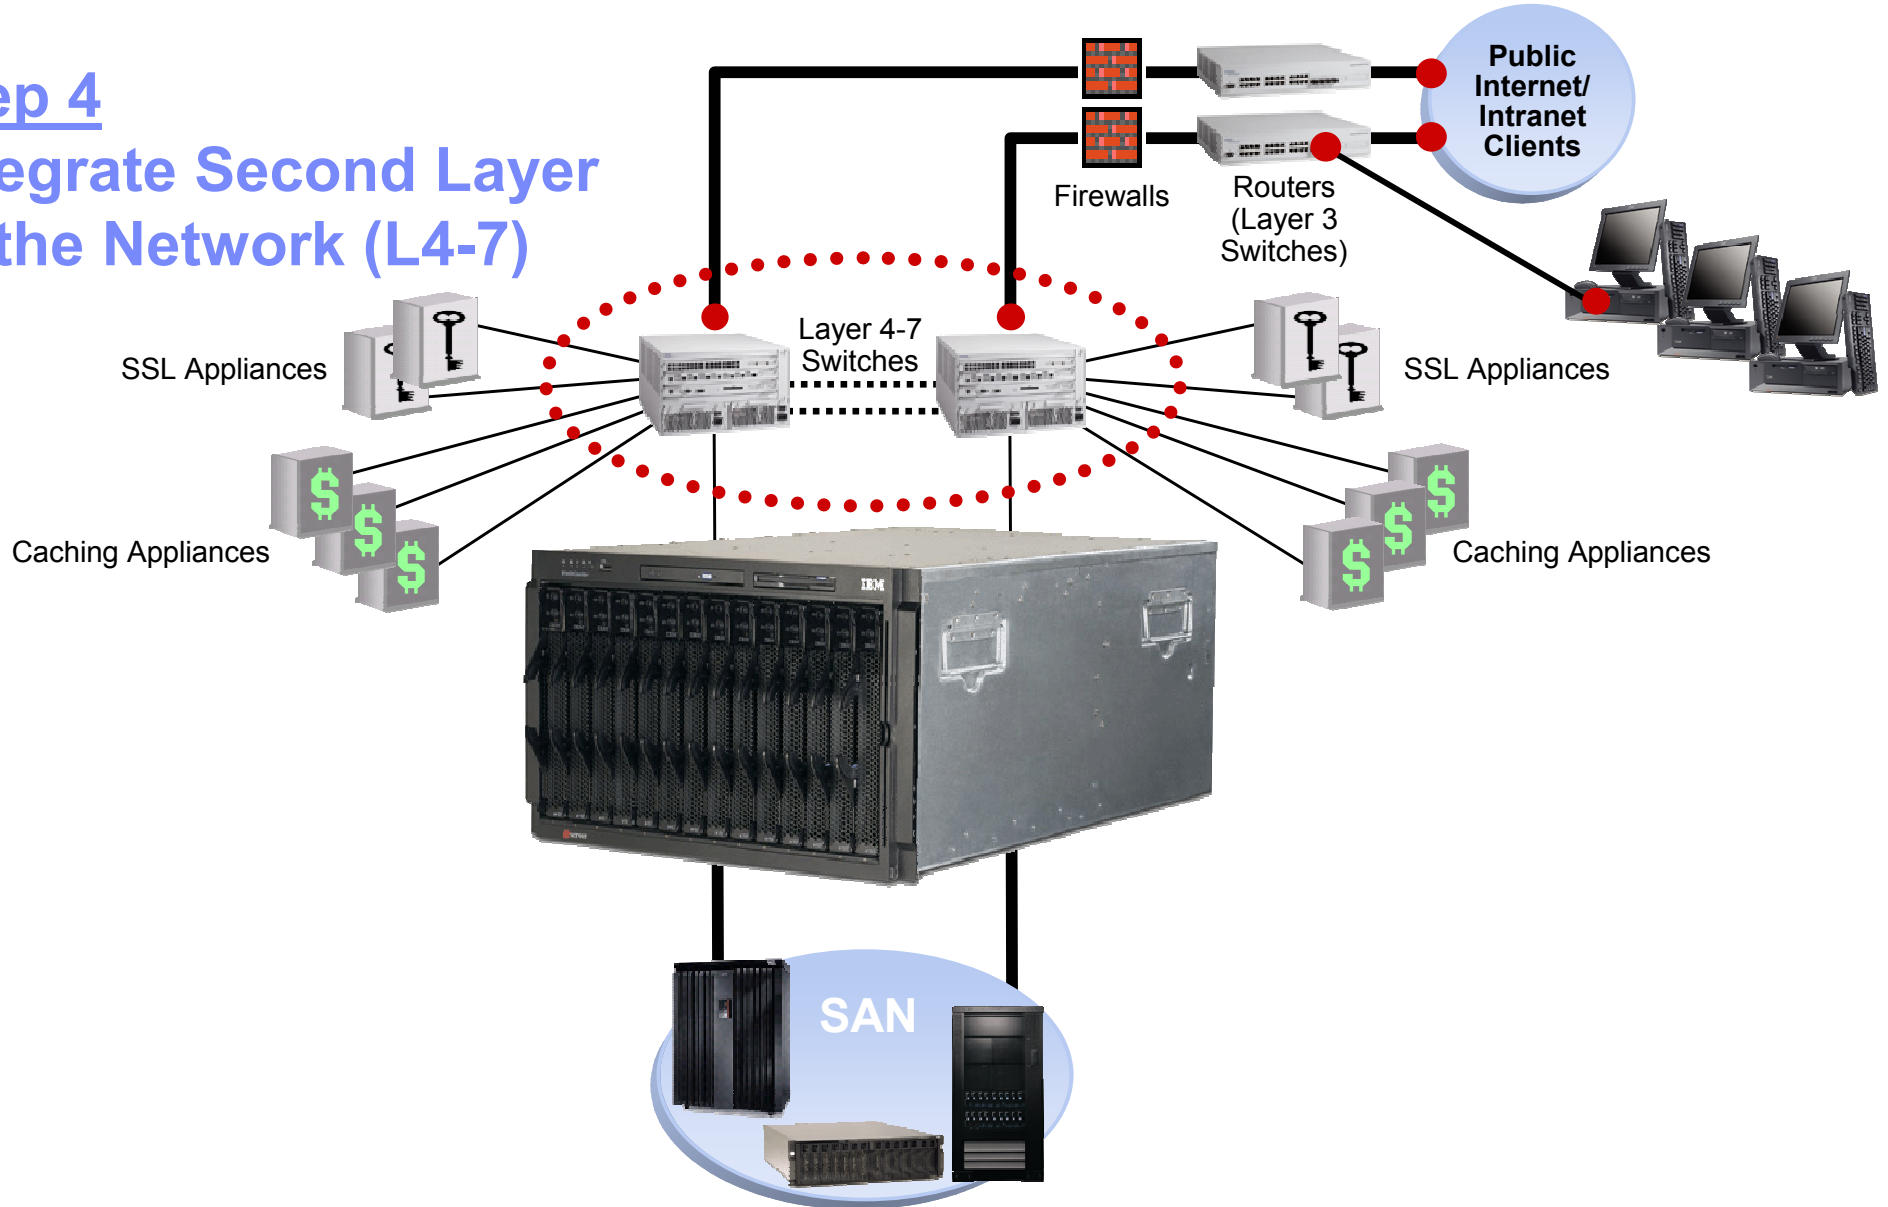 ep 4
egrate Second Layer
the Network (L4-7)
Public
Internet/
Intranet
Clients
Firewalls
Routers
(Layer 3
Switches)
Layer 4-7
Switches
SSL Appliances
SSL Appliances
Caching Appliances
Caching Appliances
IBM
SAN